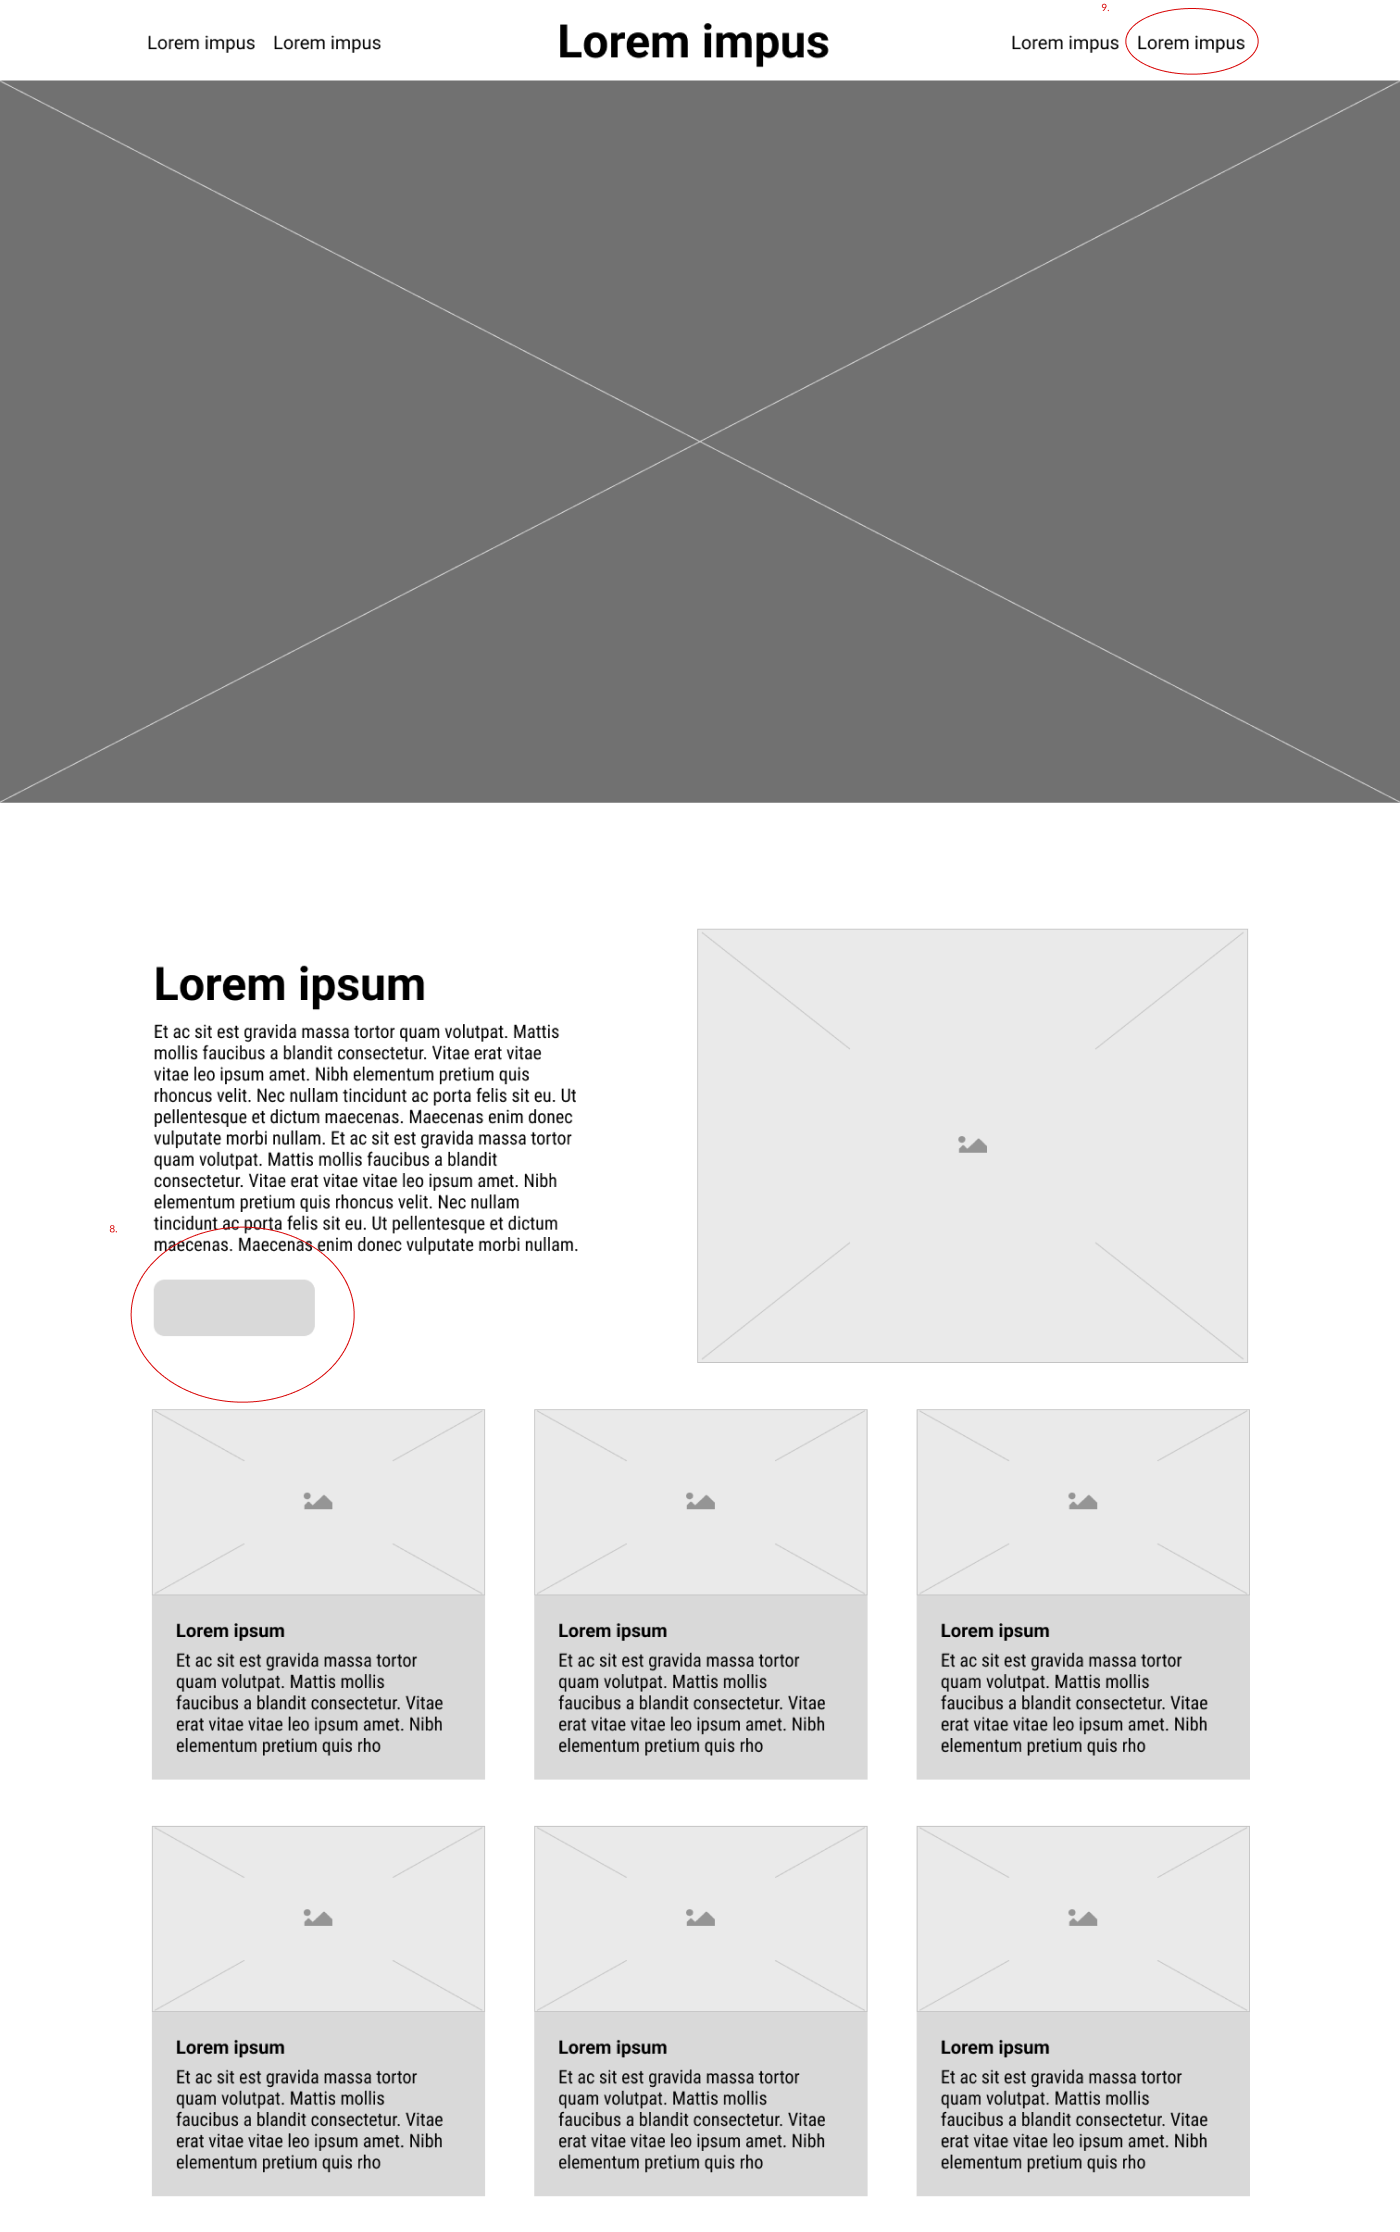 9.
Lorem impus Lorem impus Lorem impus Lorem impus Lorem impus
Lorem ipsum
Et ac sit est gravida massa tortor quam volutpat. Mattis
mollis faucibus a blandit consectetur. Vitae erat vitae
vitae leo ipsum amet. Nibh elementum pretium quis
rhoncus velit. Nec nullam tincidunt ac porta felis sit eu. Ut
pellentesque et dictum maecenas. Maecenas enim donec
vulputate morbi nullam. Et ac sit est gravida massa tortor
quam volutpat. Mattis mollis faucibus a blandit
consectetur. Vitae erat vitae vitae leo ipsum amet. Nibh
elementum pretium quis rhoncus velit. Nec nullam
tincidunt ac porta felis sit eu. Ut pellentesque et dictum
maecenas. Maecenas enim donec vulputate morbi nullam.
8.
Lorem ipsum
Et ac sit est gravida massa tortor
quam volutpat. Mattis mollis
faucibus a blandit consectetur. Vitae
erat vitae vitae leo ipsum amet. Nibh
elementum pretium quis rho
Lorem ipsum
Et ac sit est gravida massa tortor
quam volutpat. Mattis mollis
faucibus a blandit consectetur. Vitae
erat vitae vitae leo ipsum amet. Nibh
elementum pretium quis rho
Lorem ipsum
Et ac sit est gravida massa tortor
quam volutpat. Mattis mollis
faucibus a blandit consectetur. Vitae
erat vitae vitae leo ipsum amet. Nibh
elementum pretium quis rho
Lorem ipsum
Et ac sit est gravida massa tortor
quam volutpat. Mattis mollis
faucibus a blandit consectetur. Vitae
erat vitae vitae leo ipsum amet. Nibh
elementum pretium quis rho
Lorem ipsum
Et ac sit est gravida massa tortor
quam volutpat. Mattis mollis
faucibus a blandit consectetur. Vitae
erat vitae vitae leo ipsum amet. Nibh
elementum pretium quis rho
Lorem ipsum
Et ac sit est gravida massa tortor
quam volutpat. Mattis mollis
faucibus a blandit consectetur. Vitae
erat vitae vitae leo ipsum amet. Nibh
elementum pretium quis rho